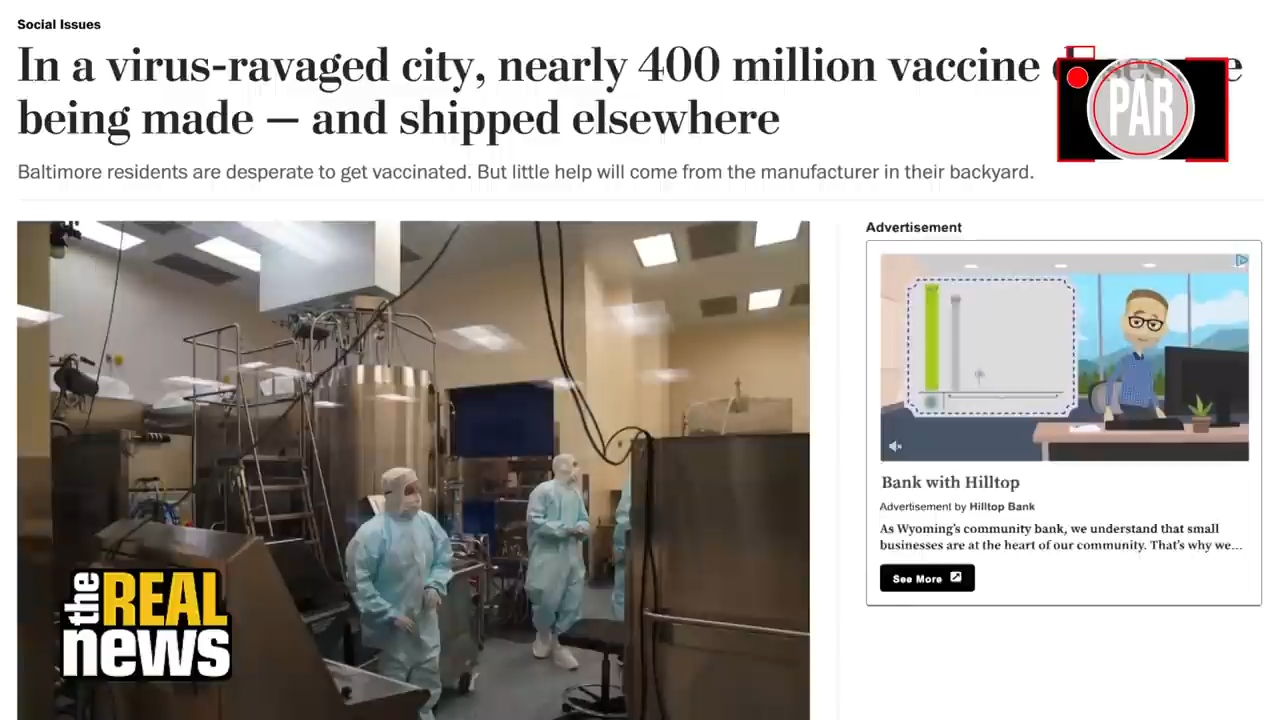 Social Issues
In a virus-ravaged city, nearly 400 million vaccine
being made — and shipped elsewhere
Baltimore residents are desperate to get vaccinated. But little help will come from the manufacturer in their backyard.
PAR
Advertisement
Bank with Hilltop
Advertisement by Hilltop Bank
As Wyoming's community bank, we understand that small
businesses are at the heart of our community. That's why we...
See More
the REAL
news